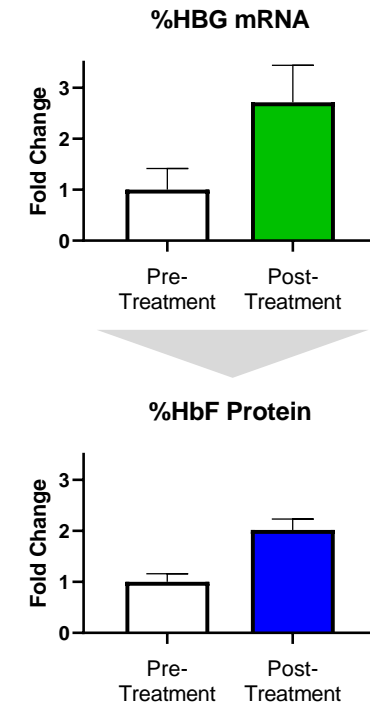 %HBG mRNA
Fold Change
3
2
1
0
Pre-
Treatment
Post-
Treatment
%HbF Protein
Fold Change
3
2
1
0
Pre-
Treatment
Post-
Treatment